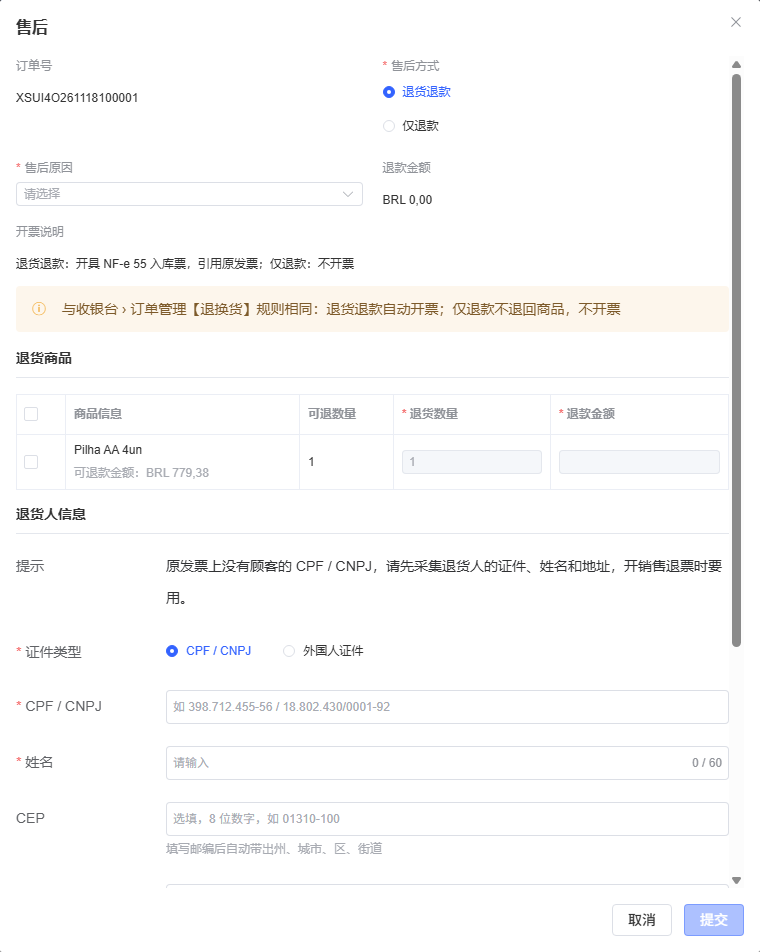 售后
订单号
* 售后方式
XSUI4O261118100001
退货退款
仅退款
* 售后原因
退款金额
请选择
BRL 0,00
开票说明
退货退款：开具 NF-e 55 入库票，引用原发票；仅退款：不开票
与收银台 › 订单管理【退换货】规则相同：退货退款自动开票；仅退款不退回商品，不开票
退货商品
商品信息 可退数量 * 退货数量 * 退款金额
Pilha AA 4un
可退款金额：BRL 779,38
1 1
退货人信息
提示
原发票上没有顾客的 CPF / CNPJ，请先采集退货人的证件、姓名和地址，开销售退票时要
用。
* 证件类型 CPF / CNPJ 外国人证件
* CPF / CNPJ 如 398.712.455-56 / 18.802.430/0001-92
* 姓名 请输入 0 / 60
CEP 选填，8 位数字，如 01310-100
填写邮编后自动带出州、城市、区、街道
取消 提交